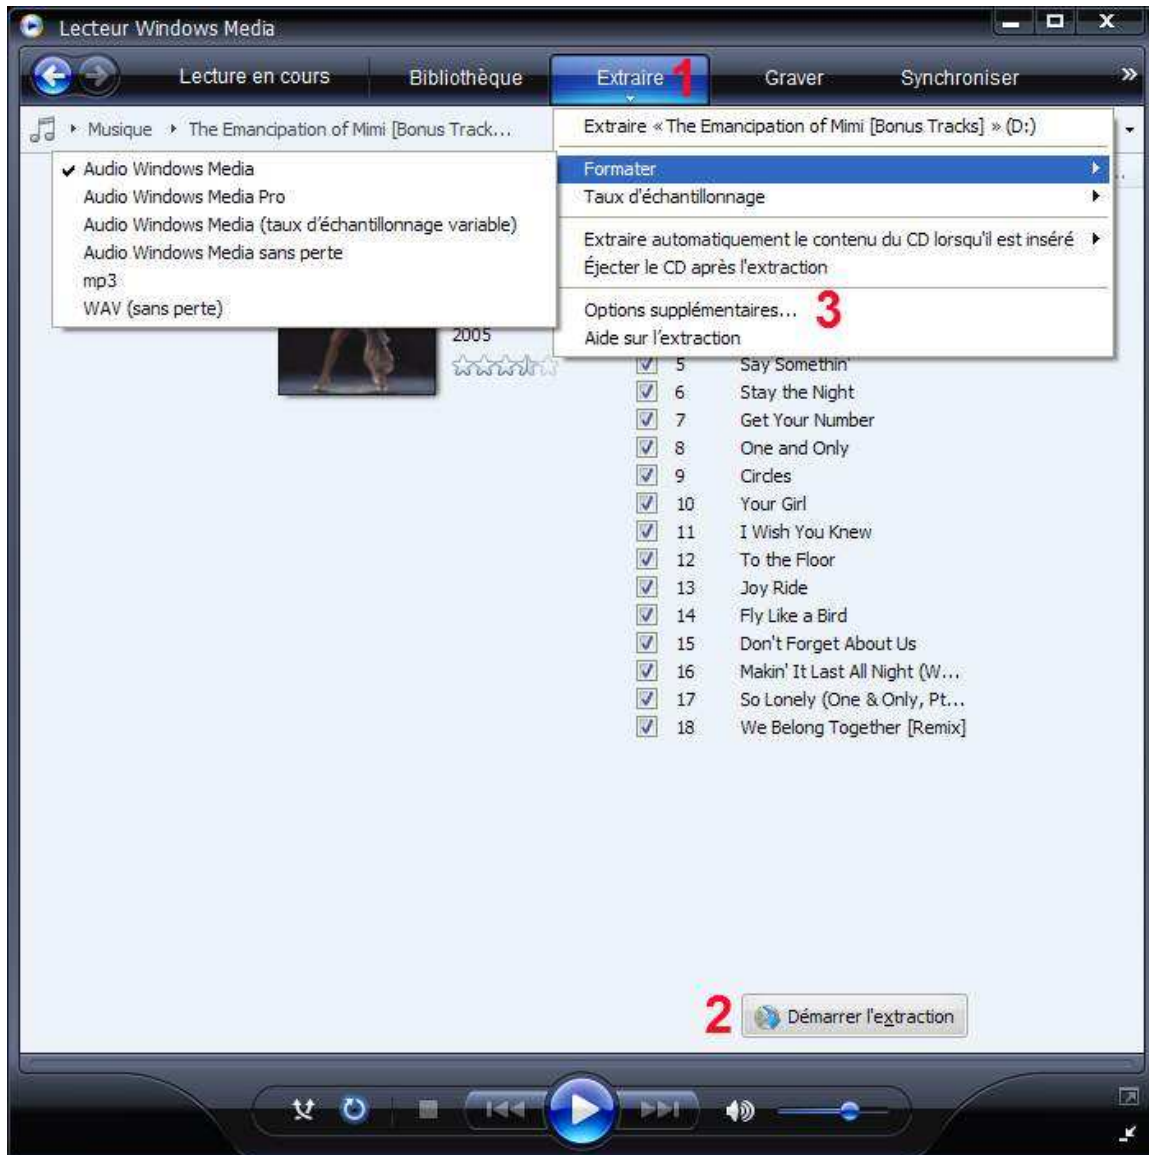 Lecteur Windows Media
Lecture en cours Bibliothèque Extraire 1 Graver Synchroniser »
Musique The Emancipation of Mimi [Bonus Track...
Extraire « The Emancipation of Mimi [Bonus Tracks] » (D:)
Formater
Taux d'échantillonnage
Extraire automatiquement le contenu du CD lorsqu'il est inséré
Éjecter le CD après l'extraction
Options supplémentaires... 3
Aide sur l'extraction
Audio Windows Media
Audio Windows Media Pro
Audio Windows Media (taux d'échantillonnage variable)
Audio Windows Media sans perte
mp3
WAV (sans perte)
2005
5 Say Somethin'
6 Stay the Night
7 Get Your Number
8 One and Only
9 Circles
10 Your Girl
11 I Wish You Knew
12 To the Floor
13 Joy Ride
14 Fly Like a Bird
15 Don't Forget About Us
16 Makin' It Last All Night (W...
17 So Lonely (One & Only, Pt...
18 We Belong Together [Remix]
2 Démarrer l'extraction